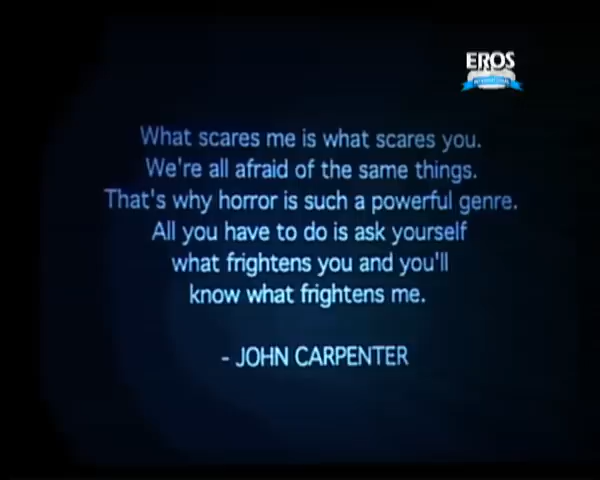 EROS
What scares me is what scares you.
We're all afraid of the same things.
That's why horror is such a powerful genre.
All you have to do is ask yourself
what frightens you and you'll
know what frightens me.
- JOHN CARPENTER